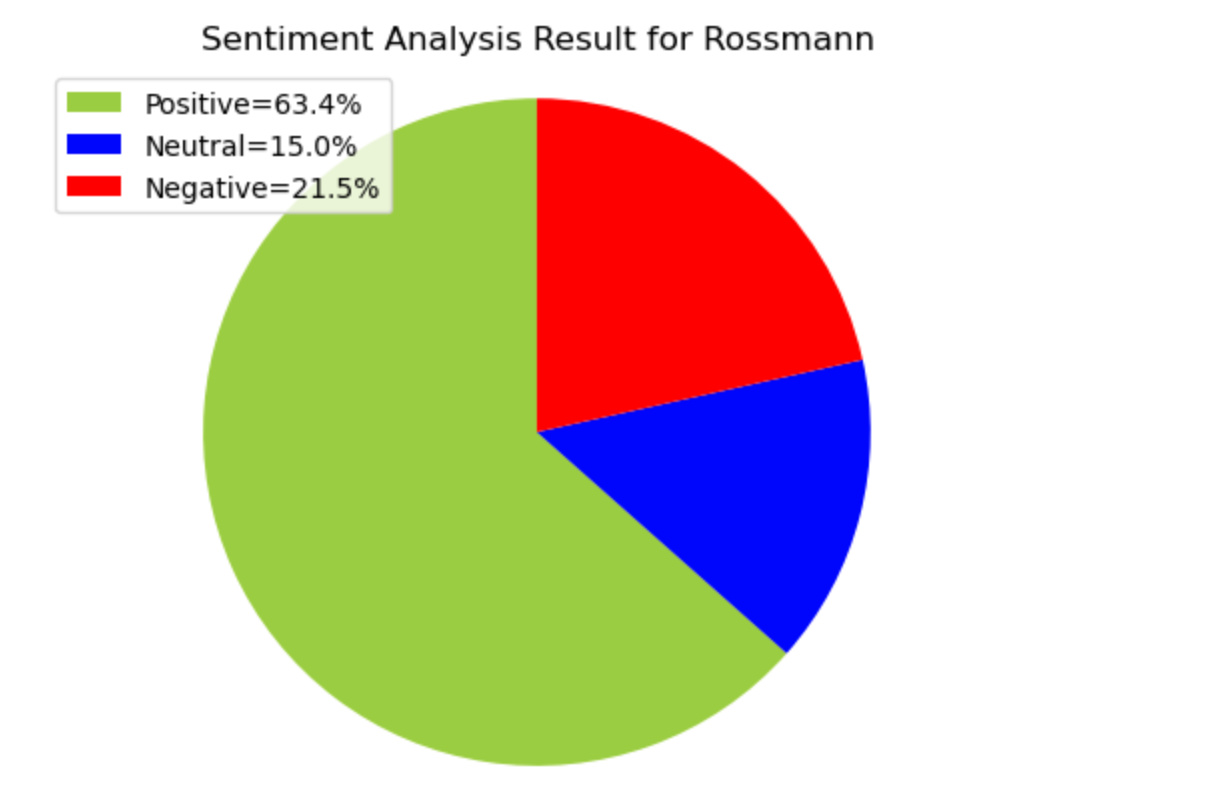 Sentiment Analysis Result for Rossmann
Positive=63.4%
Neutral=15.0%
Negative=21.5%